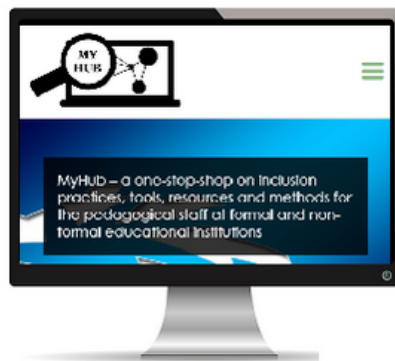 MY
HUB
MyHub – a one-stop-shop on inclusion
practices, tools, resources and methods for
the pedagogical staff at formal and non-
formal educational institutions